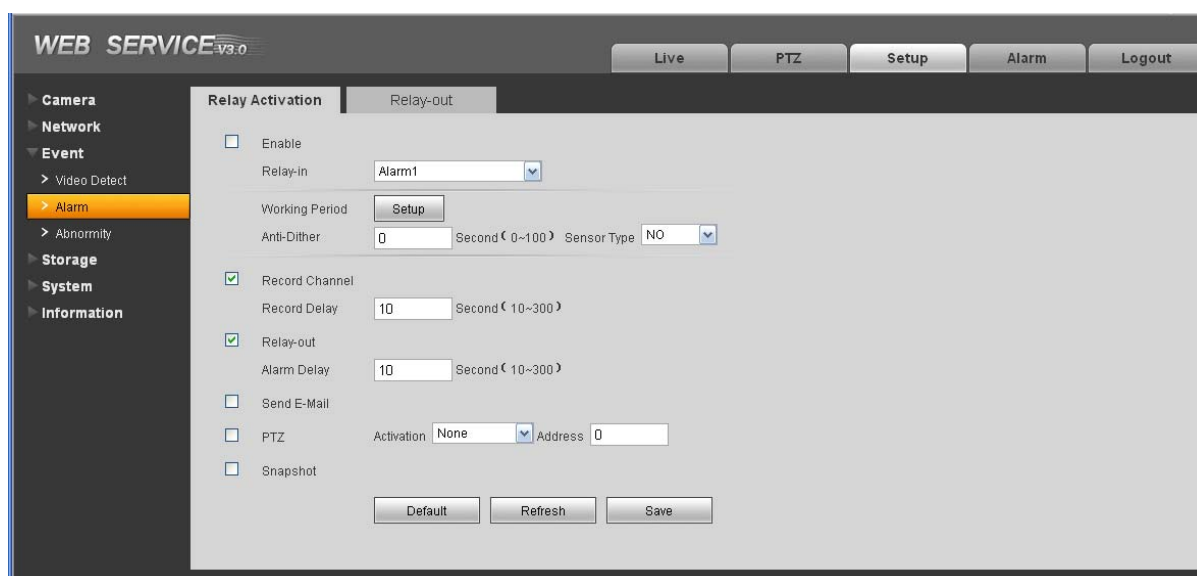 WEB SERVICE V3.0
Live PTZ Setup Alarm Logout
Camera
Network
Event
Video Detect
Alarm
Abnormity
Storage
System
Information
Relay Activation Relay-out
Enable
Relay-in Alarm1
Working Period Setup
Anti-Dither 0 Second (0~100) Sensor Type NO
Record Channel
Record Delay 10 Second (10~300)
Relay-out
Alarm Delay 10 Second (10~300)
Send E-Mail
PTZ Activation None Address 0
Snapshot
Default Refresh Save